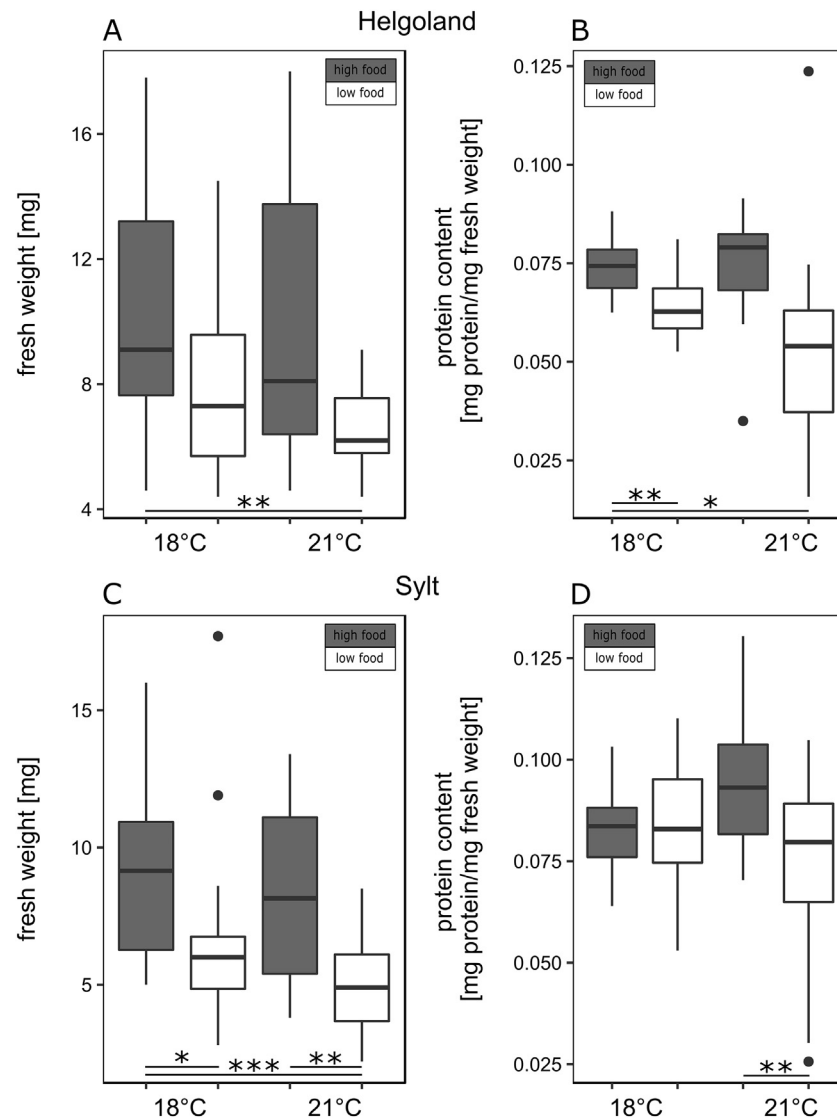 Helgoland
A
high food
low food
fresh weight [mg]
16
12
8
4
**
18°C 21°C
B
high food
low food
protein content
[mg protein/mg fresh weight]
0.125
0.100
0.075
0.050
0.025
** *
18°C 21°C
Sylt
C
high food
low food
fresh weight [mg]
15
10
5
* *** **
18°C 21°C
D
high food
low food
protein content
[mg protein/mg fresh weight]
0.125
0.100
0.075
0.050
0.025
**
18°C 21°C